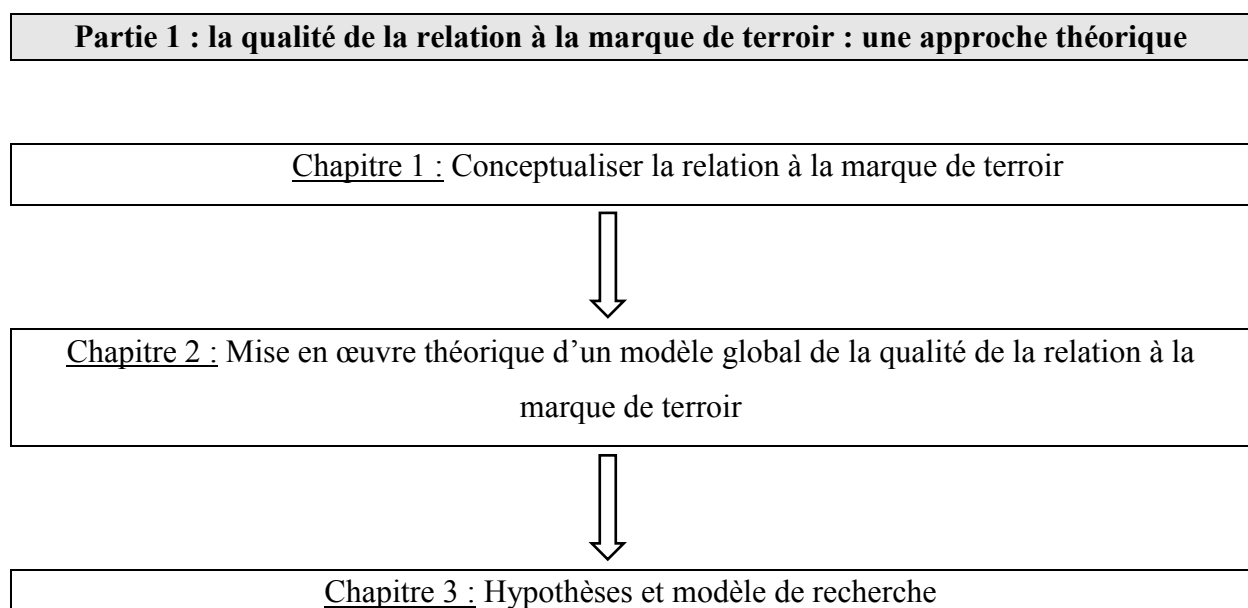 Partie 1 : la qualité de la relation à la marque de terroir : une approche théorique
Chapitre 1 : Conceptualiser la relation à la marque de terroir
Chapitre 2 : Mise en œuvre théorique d’un modèle global de la qualité de la relation à la
marque de terroir
Chapitre 3 : Hypothèses et modèle de recherche